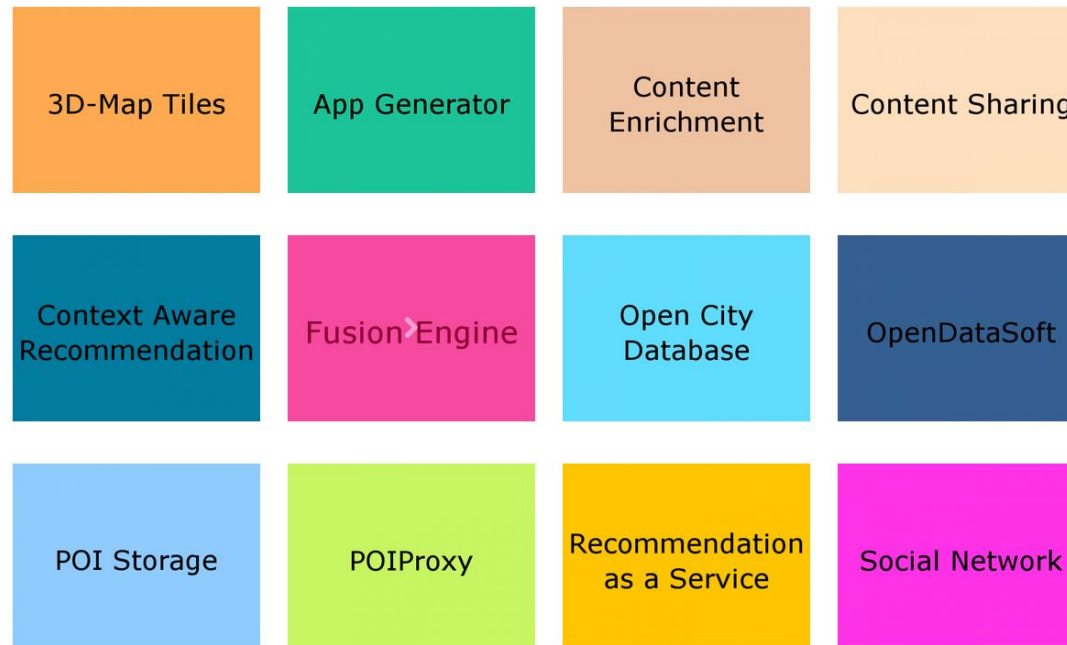 3D-Map Tiles
App Generator
Content
Enrichment
Content Sharing
Context Aware
Recommendation
Fusion Engine
Open City
Database
OpenDataSoft
POI Storage
POIProxy
Recommendation
as a Service
Social Network